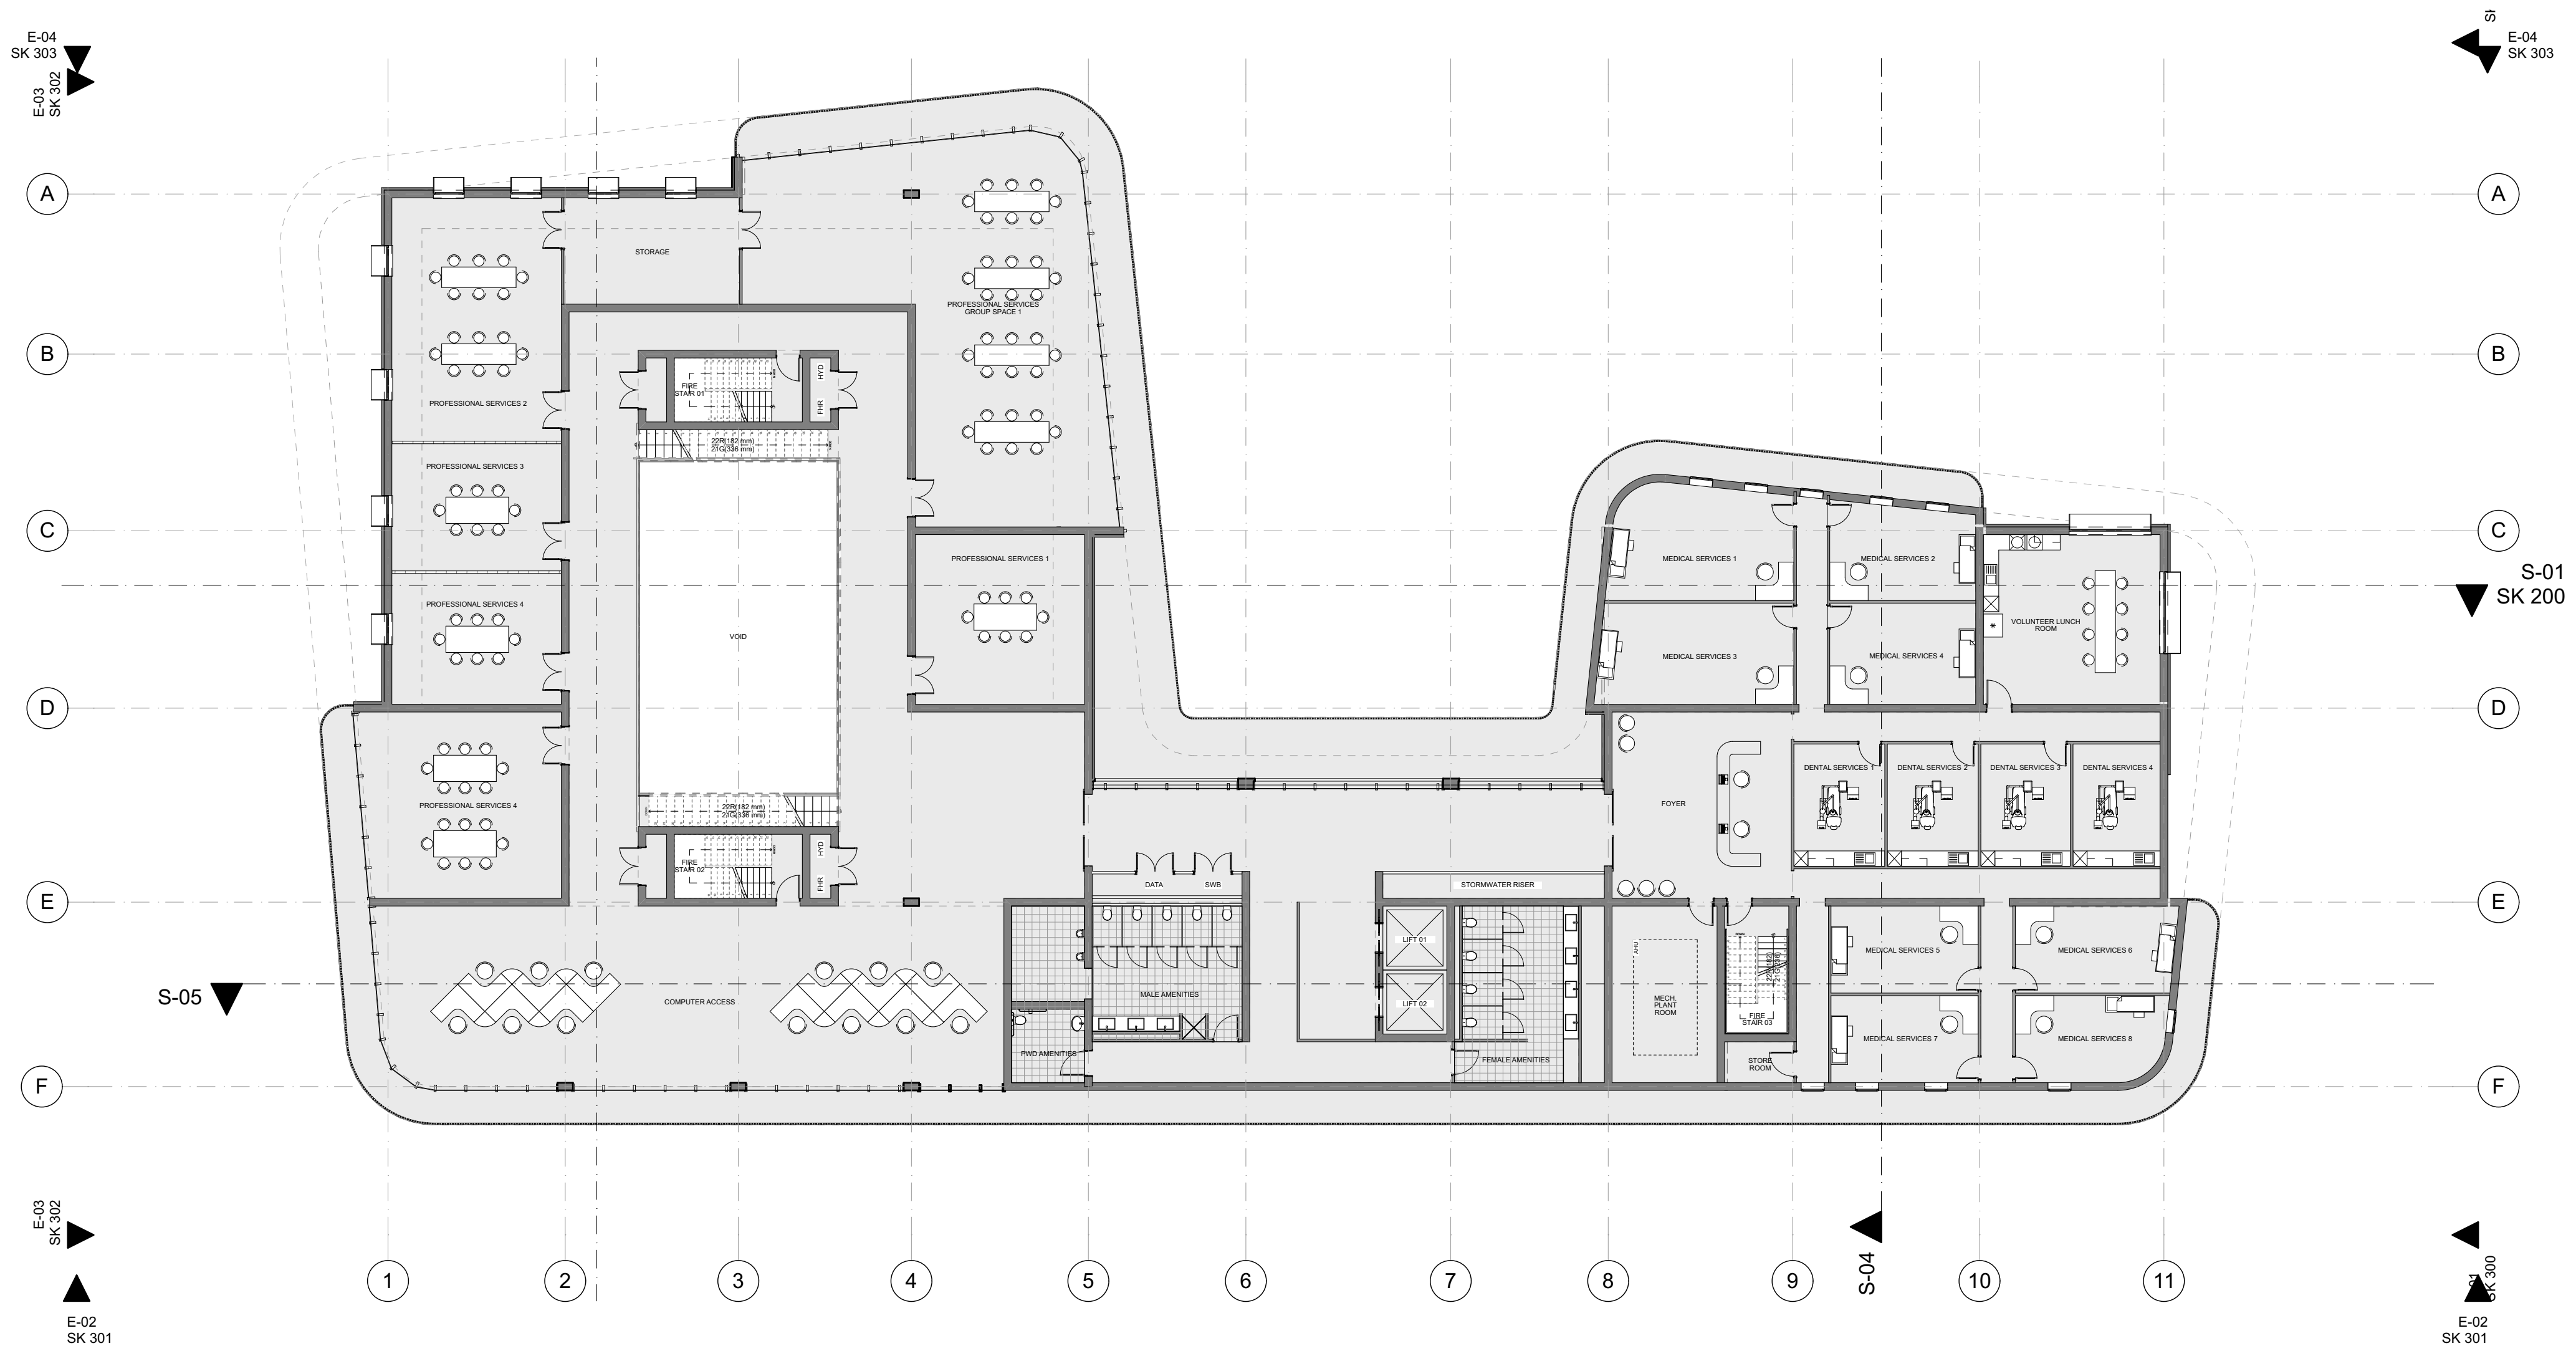 E-04
SK 303
E-03
SK 302
E-04
SK 303
A
A
STORAGE
PROFESSIONAL SERVICES
GROUP SPACE 1
B
B
FIRE
STAIR 01
HYD
FHR
PROFESSIONAL SERVICES 2
22R(182 mm)
21G(336 mm)
PROFESSIONAL SERVICES 3
C
C
PROFESSIONAL SERVICES 1
MEDICAL SERVICES 1
MEDICAL SERVICES 2
S-01
SK 200
PROFESSIONAL SERVICES 4
VOID
VOLUNTEER LUNCH
ROOM
MEDICAL SERVICES 3
MEDICAL SERVICES 4
D
D
DENTAL SERVICES 1
DENTAL SERVICES 2
DENTAL SERVICES 3
DENTAL SERVICES 4
PROFESSIONAL SERVICES 4
22R(182 mm)
21G(336 mm)
FOYER
FIRE
STAIR 02
HYD
FHR
DATA
SWB
STORMWATER RISER
E
E
LIFT 01
AHU
MEDICAL SERVICES 5
MEDICAL SERVICES 6
S-05
COMPUTER ACCESS
MALE AMENITIES
LIFT 02
MECH.
PLANT
ROOM
FIRE
STAIR 03
PWD AMENITIES
FEMALE AMENITIES
STORE
ROOM
MEDICAL SERVICES 7
MEDICAL SERVICES 8
F
F
E-03
SK 302
S-04
1
2
3
4
5
6
7
8
9
10
11
SK 300
E-02
SK 301
E-02
SK 301